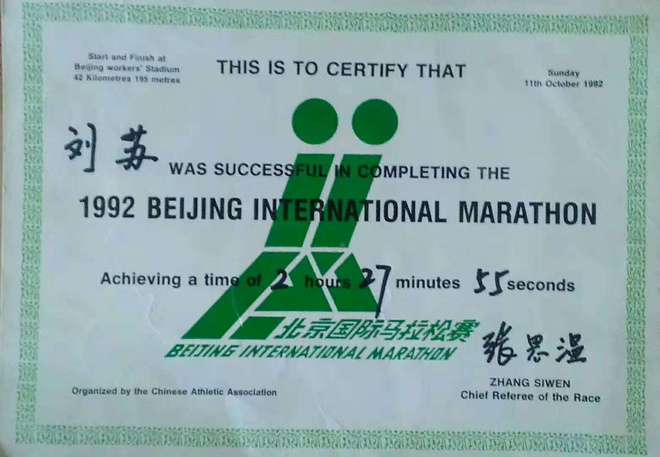 Start and Finish at
Beijing workers' Stadium
42 Kilometres 195 metres
THIS IS TO CERTIFY THAT
Sunday
11th October 1992
刘苏
WAS SUCCESSFUL IN COMPLETING THE
1992 BEIJING INTERNATIONAL MARATHON
Achieving a time of 2 hours 27 minutes 55 seconds
北京国际马拉松赛
BEIJING INTERNATIONAL MARATHON
张思温
ZHANG SIWEN
Chief Referee of the Race
Organized by the Chinese Athletic Association